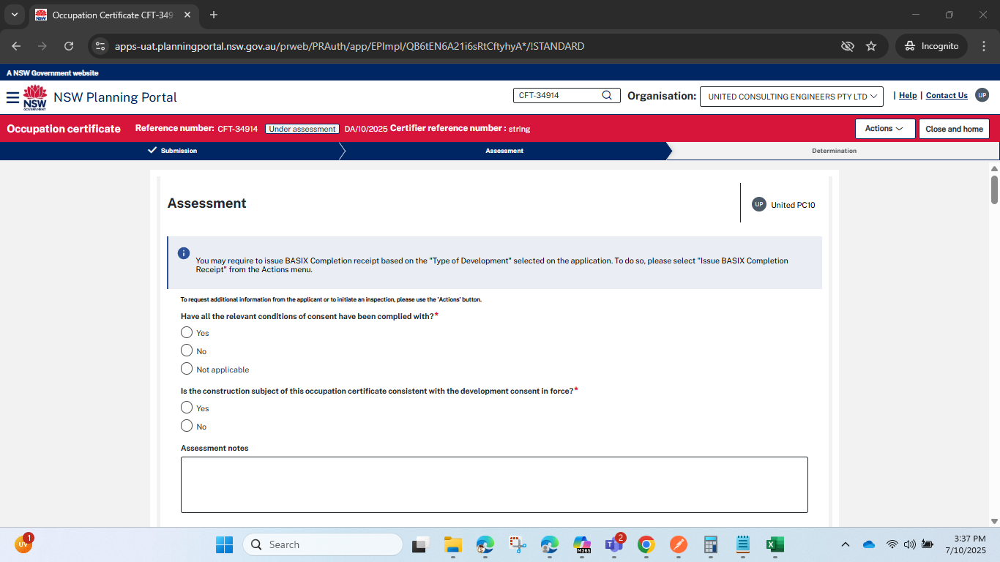 Occupation Certificate CFT-349
apps-uat.planningportal.nsw.gov.au/prweb/PRAuth/app/EPImpl/QB6tEN6A21i6sRtCftyhyA*/!STANDARD
Incognito
A NSW Government website
NSW
GOVERNMENT
NSW Planning Portal
CFT-34914
Organisation:
UNITED CONSULTING ENGINEERS PTY LTD
| Help | Contact Us
UP
Occupation certificate
Reference number: CFT-34914
Under assessment
DA/10/2025 Certifier reference number : string
Actions
Close and home
Submission
Assessment
Determination
Assessment
UP
United PC10
You may require to issue BASIX Completion receipt based on the "Type of Development" selected on the application. To do so, please select "Issue BASIX Completion
Receipt" from the Actions menu.
To request additional information from the applicant or to initiate an inspection, please use the 'Actions' button.
Have all the relevant conditions of consent have been complied with?*
Yes
No
Not applicable
Is the construction subject of this occupation certificate consistent with the development consent in force?*
Yes
No
Assessment notes
UV
1
Search
M365
T
2
3:37 PM
7/10/2025